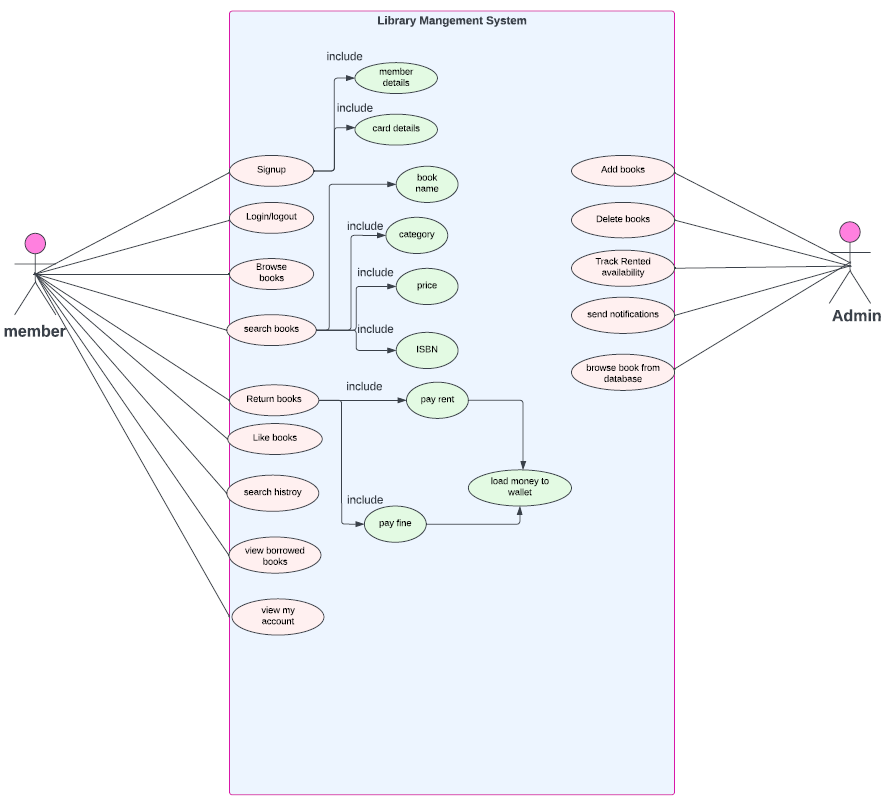 Library Mangement System
include
member
details
include
card details
Signup
Add books
book
name
Login/logout
include
category
Delete books
Browse
books
include
price
Track Rented
availability
member
search books
include
ISBN
send notifications
Admin
browse book from
database
Return books
include
pay rent
Like books
search histroy
load money to
wallet
include
pay fine
view borrowed
books
view my
account